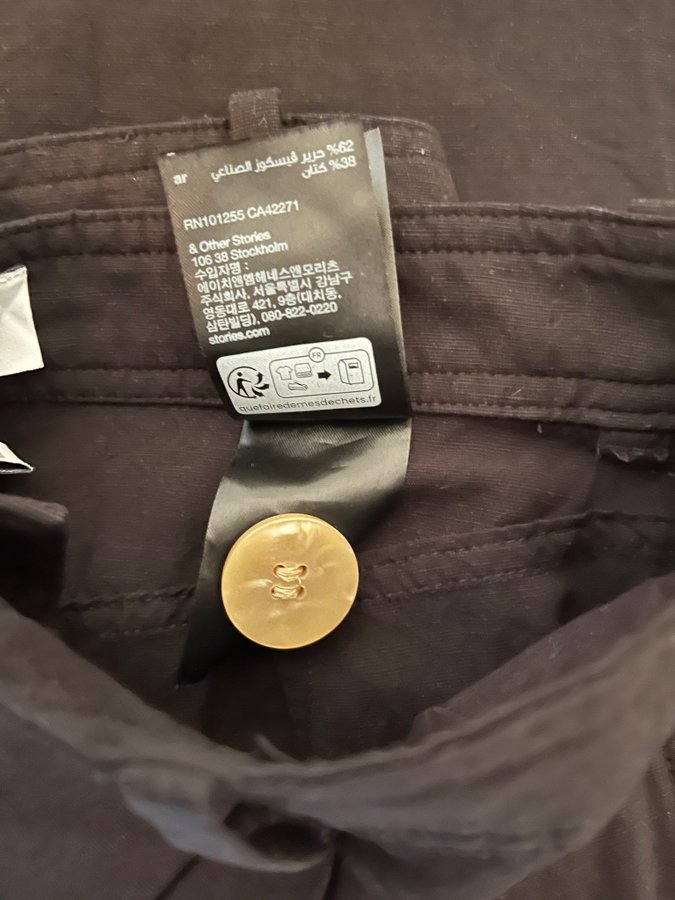 ar
%62 حرير ڤيسكوز الصناعي
%38 كتان
RN101255 CA42271
& Other Stories
106 38 Stockholm
수입자명 :
에이치앤엠헤네스앤모리츠
주식회사, 서울특별시 강남구
영동대로 421, 9층(대치동,
삼탄빌딩), 080-822-0220
stories.com
FR
quefairedemesdechets.fr